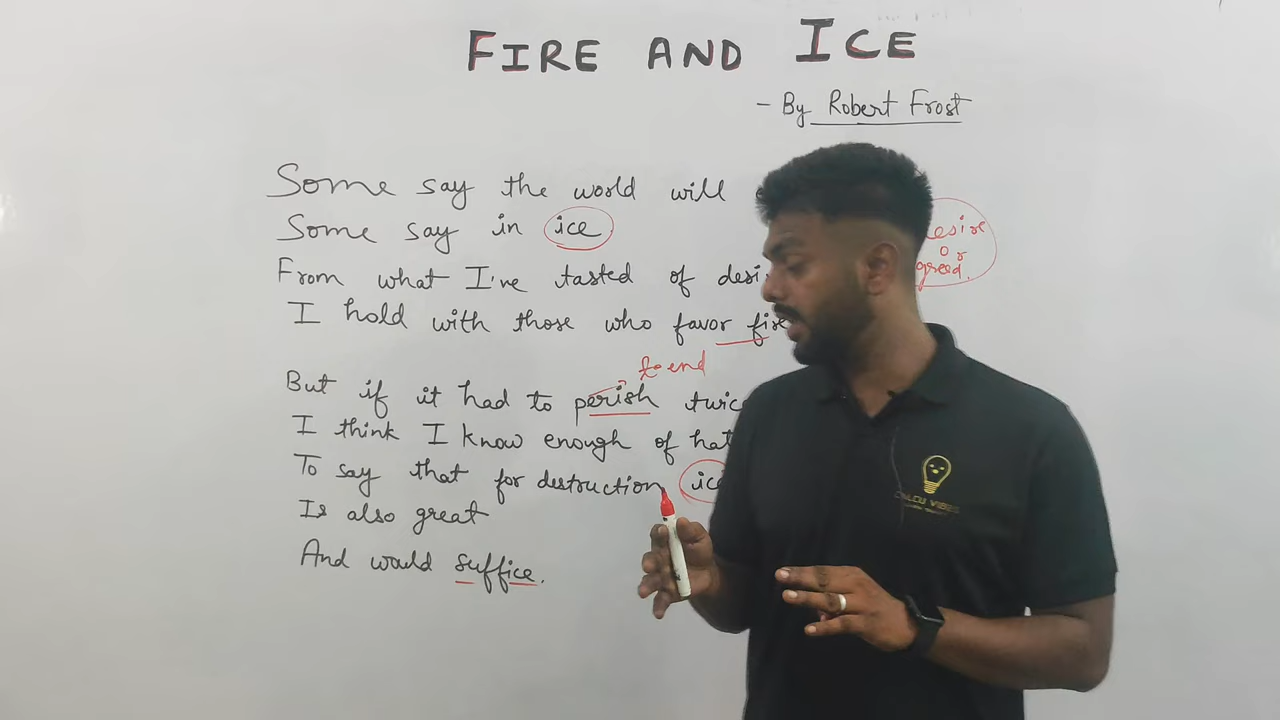 FIRE AND ICE
- By Robert Frost
Some say the world will
Some say in ice
From what I've tasted of desi
I hold with those who favor fire
desire
or
greed.
to end
But if it had to perish twic
I think I know enough of hat
To say that for destruction ice
Is also great
And would suffice.